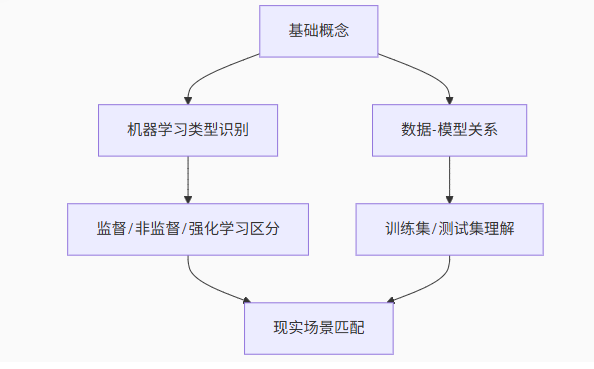 基础概念
机器学习类型识别
数据-模型关系
监督/非监督/强化学习区分
训练集/测试集理解
现实场景匹配